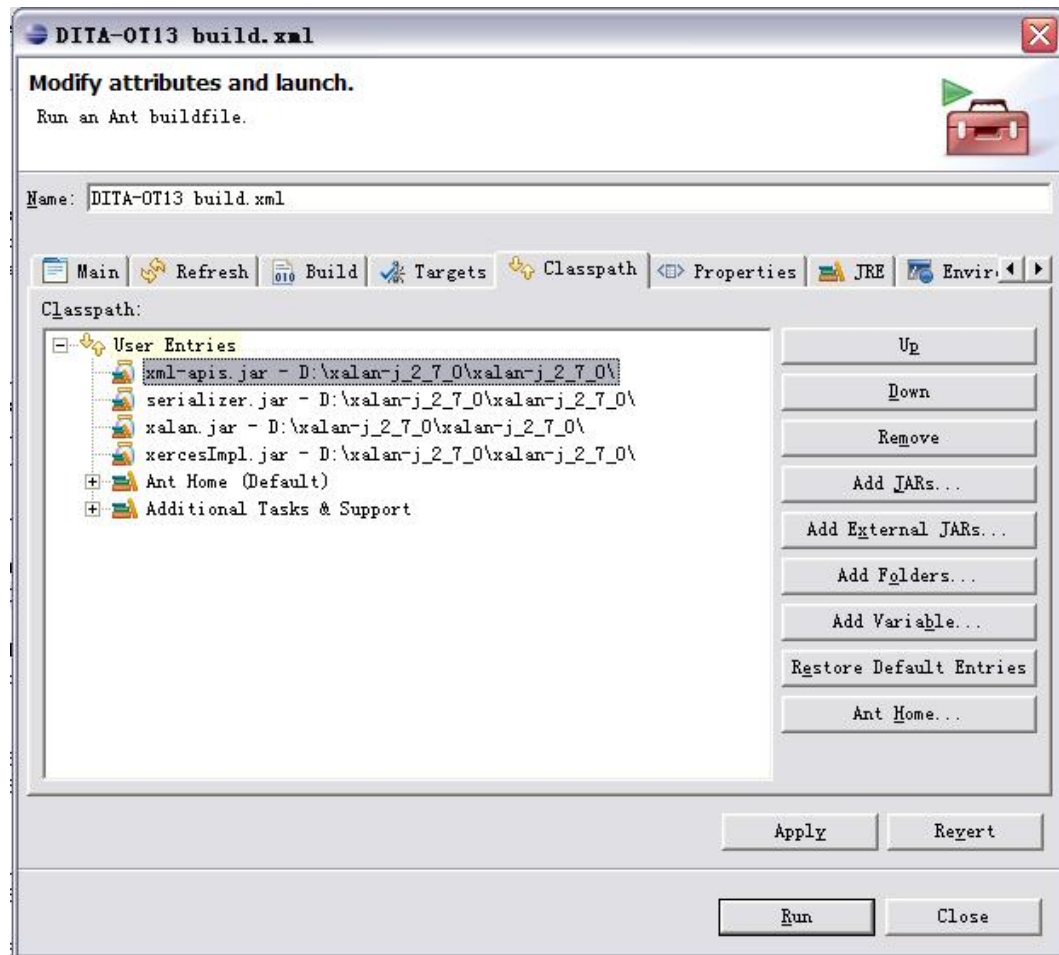 DITA-OT13 build.xml
Modify attributes and launch.
Run an Ant buildfile.
Name: DITA-OT13 build.xml
Main Refresh 010 Build Targets Classpath Properties JRE Envir
Classpath:
User Entries
xml-apis.jar - D:\xalan-j_2_7_0\xalan-j_2_7_0\
serializer.jar - D:\xalan-j_2_7_0\xalan-j_2_7_0\
xalan.jar - D:\xalan-j_2_7_0\xalan-j_2_7_0\
xercesImpl.jar - D:\xalan-j_2_7_0\xalan-j_2_7_0\
Ant Home (Default)
Additional Tasks & Support
Up
Down
Remove
Add JARs...
Add External JARs...
Add Folders...
Add Variable...
Restore Default Entries
Ant Home...
Apply Revert
Run Close